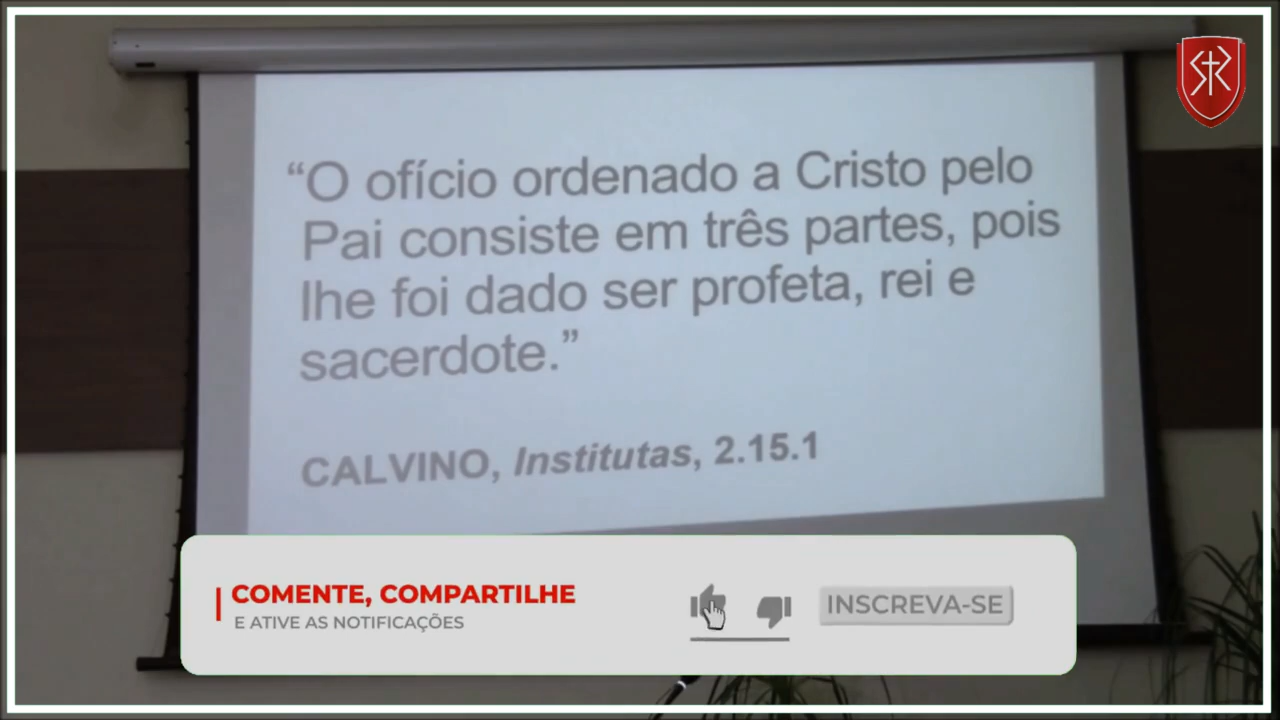 “O ofício ordenado a Cristo pelo
Pai consiste em três partes, pois
lhe foi dado ser profeta, rei e
sacerdote.”
CALVINO, Institutas, 2.15.1
COMENTE, COMPARTILHE
E ATIVE AS NOTIFICAÇÕES
INSCREVA-SE